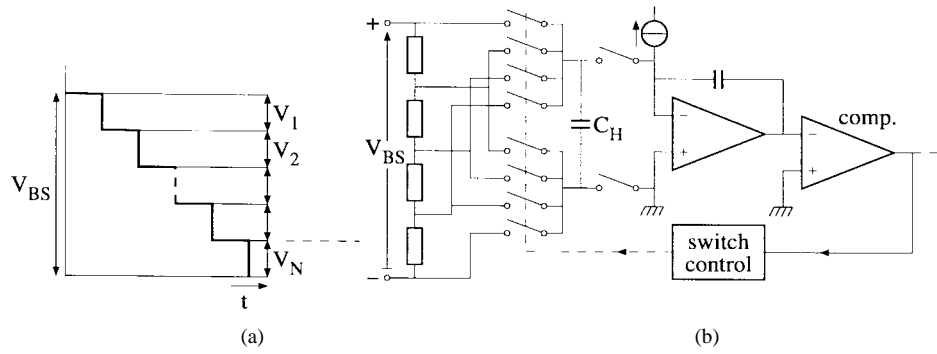 (a)
V_BS
V_1
V_2
V_N
t
+
V_BS
−
C_H
−
+
comp.
−
+
switch
control
(b)